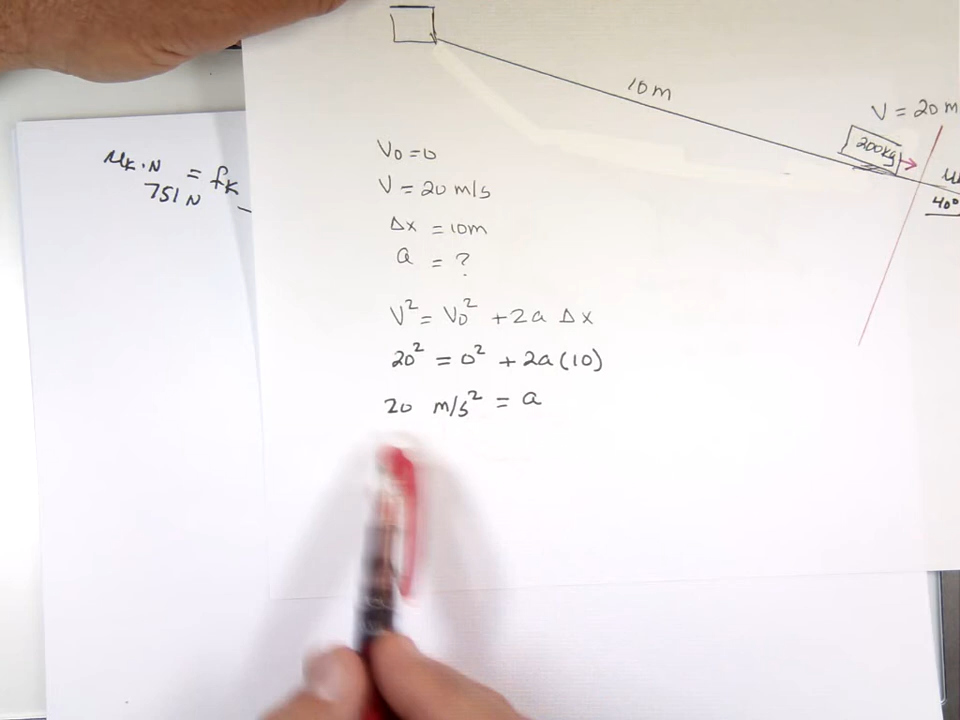 10 m
V = 20 m
200kg
40°
μK · N = fK
751 N
V0 = 0
V = 20 m/s
Δx = 10m
a = ?
V² = V0² + 2a Δx
20² = 0² + 2a(10)
20 m/s² = a